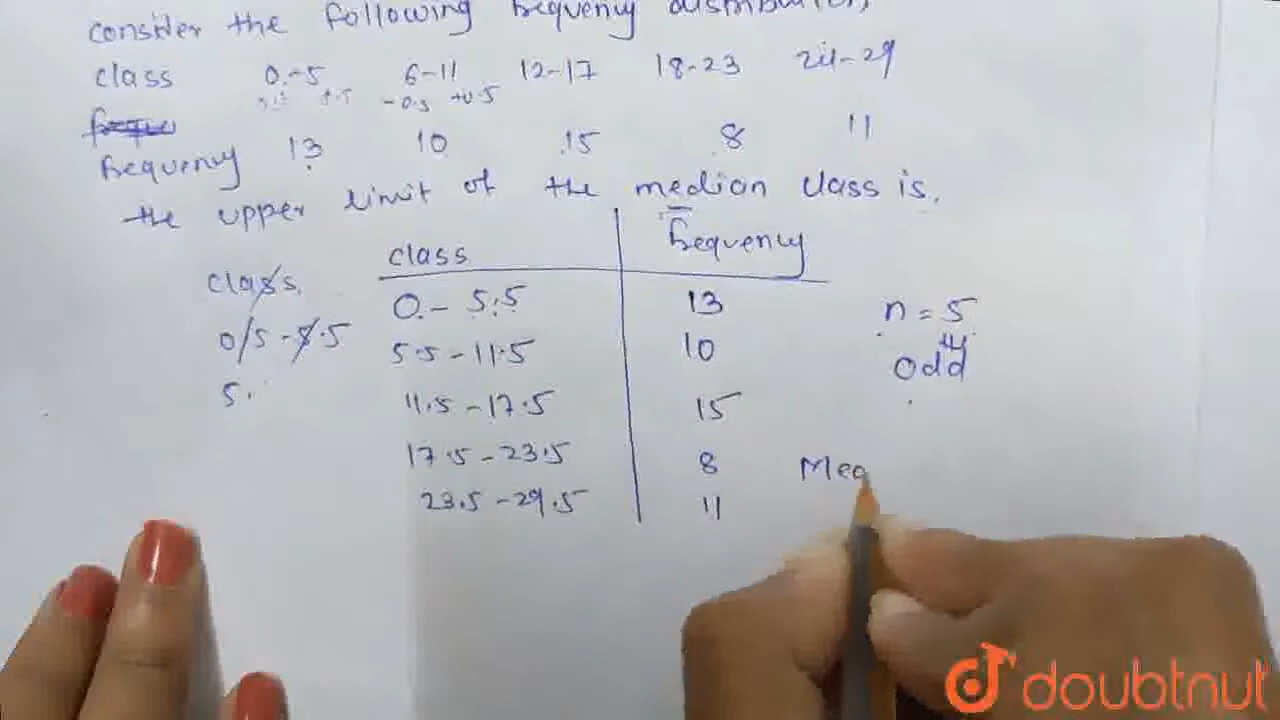 consider the following frequency distribution,
class 0-5 6-11 12-17 18-23 24-29
-0.5 +0.5
frequency 13 10 15 8 11
the upper limit of the median class is.
class frequency
class
0 - 5.5 13
5.5 - 11.5 10
11.5 - 17.5 15
17.5 - 23.5 8
23.5 - 29.5 11
5.
n = 5
odd
Med
doubtnut